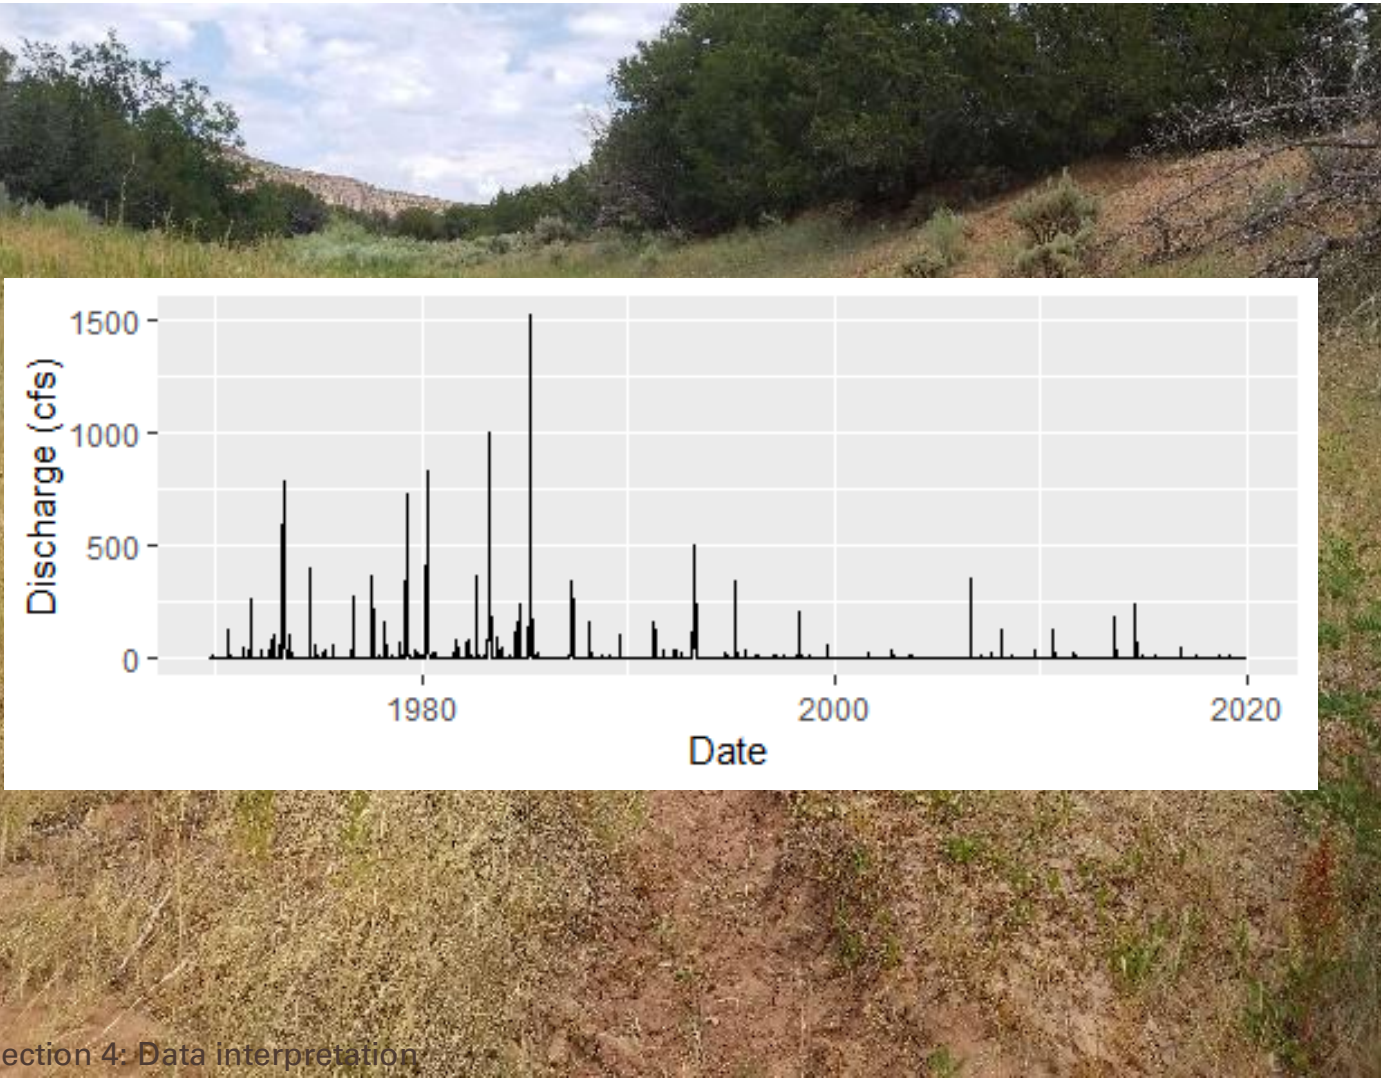 1500
1000
500
0
Discharge (cfs)
1980 2000 2020
Date
ection 4: Data interpretation